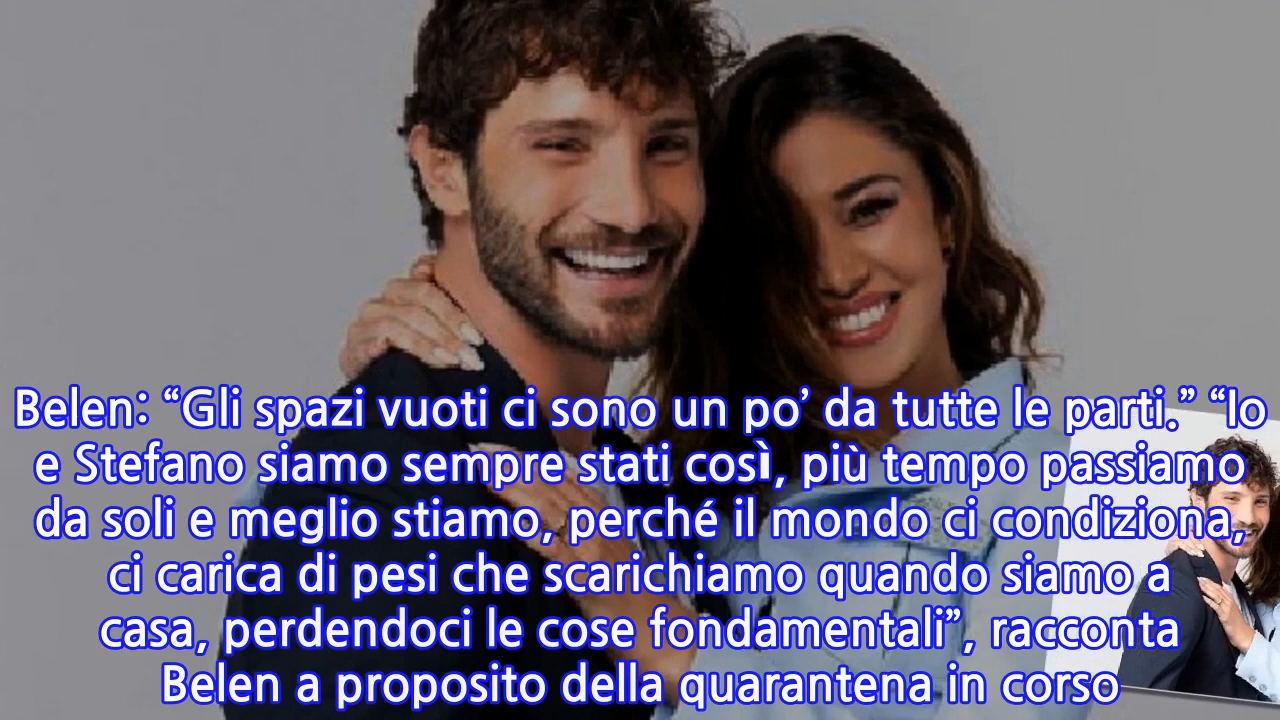 Belen: “Gli spazi vuoti ci sono un po’ da tutte le parti.” “Io
e Stefano siamo sempre stati così, più tempo passiamo
da soli e meglio stiamo, perché il mondo ci condiziona,
ci carica di pesi che scarichiamo quando siamo a
casa, perdendoci le cose fondamentali”, racconta
Belen a proposito della quarantena in corso